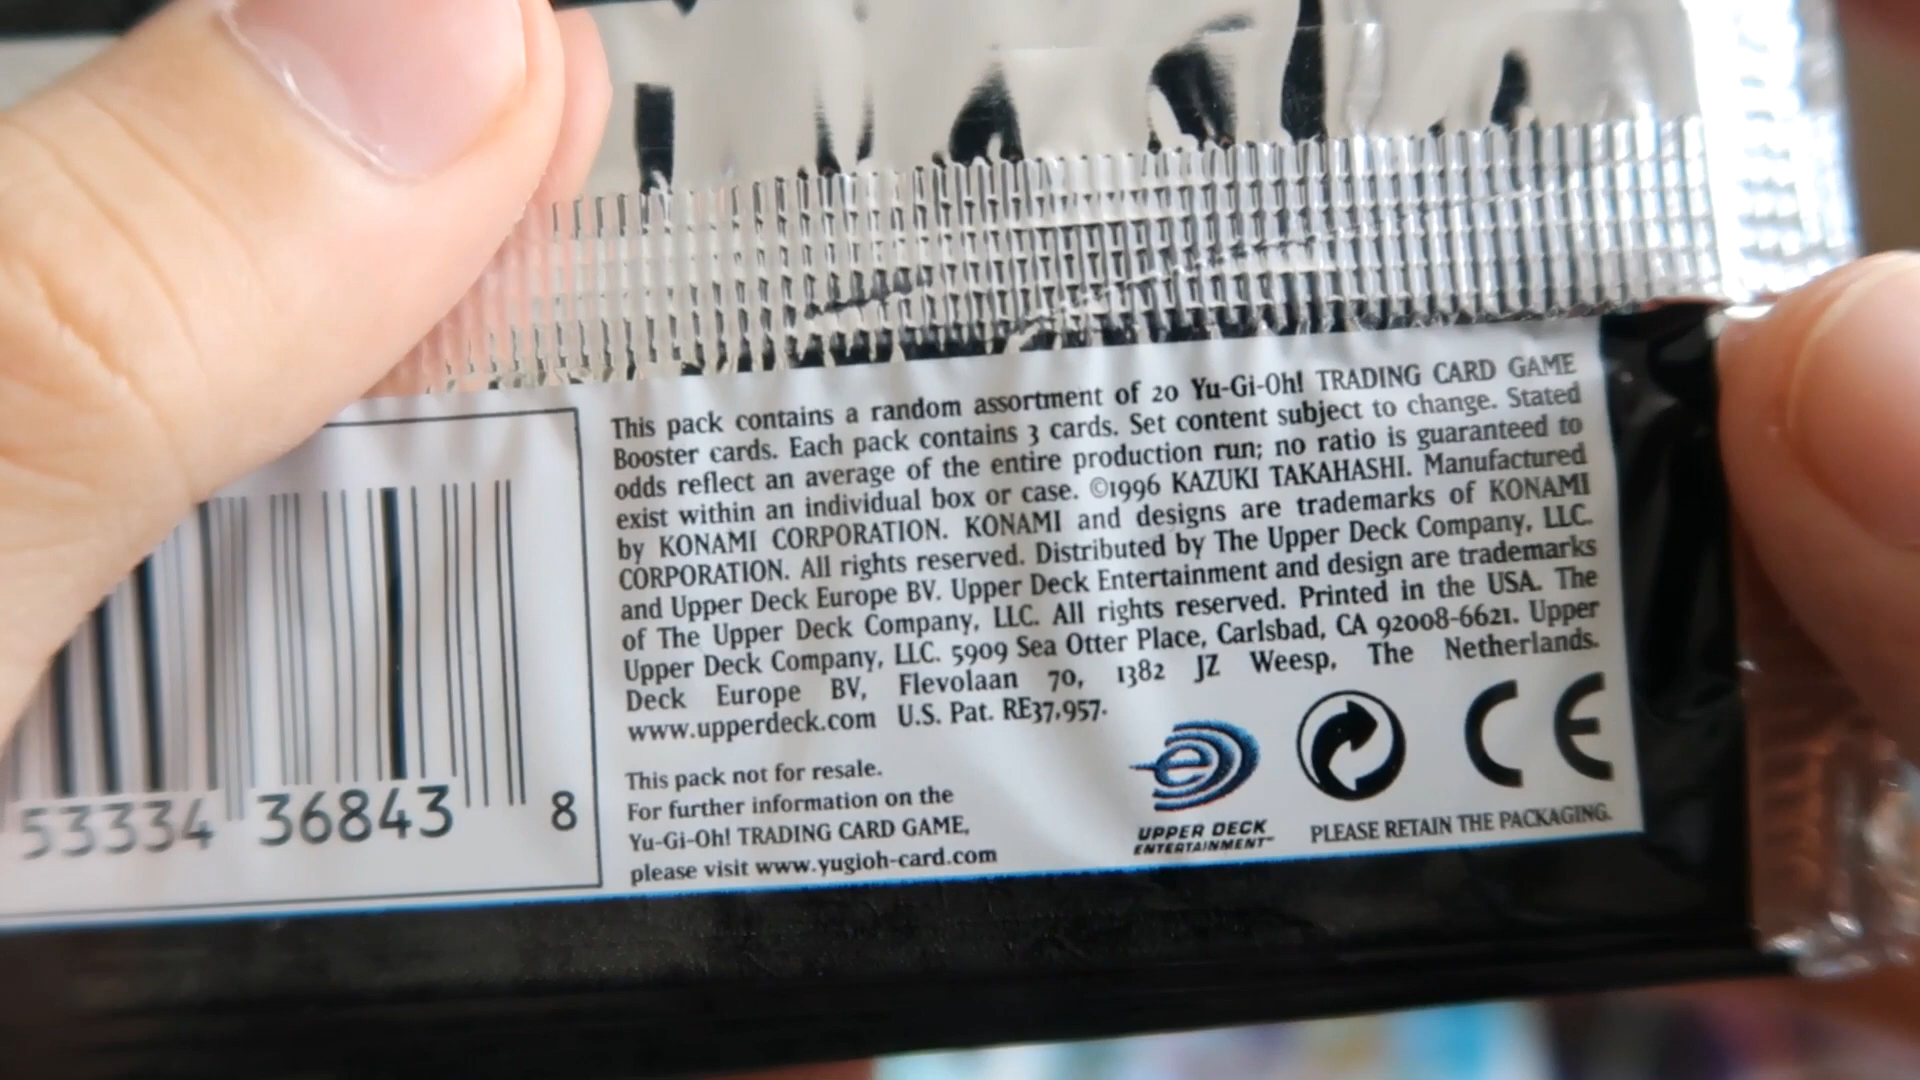 This pack contains a random assortment of 20 Yu-Gi-Oh! TRADING CARD GAME
Booster cards. Each pack contains 3 cards. Set content subject to change. Stated
odds reflect an average of the entire production run; no ratio is guaranteed to
exist within an individual box or case. ©1996 KAZUKI TAKAHASHI. Manufactured
by KONAMI CORPORATION. KONAMI and designs are trademarks of KONAMI
CORPORATION. All rights reserved. Distributed by The Upper Deck Company, LLC.
and Upper Deck Europe BV. Upper Deck Entertainment and design are trademarks
of The Upper Deck Company, LLC. All rights reserved. Printed in the USA. The
Upper Deck Company, LLC. 5909 Sea Otter Place, Carlsbad, CA 92008-6621. Upper
Deck Europe BV, Flevolaan 70, 1382 JZ Weesp, The Netherlands.
www.upperdeck.com U.S. Pat. RE37,957.
This pack not for resale.
For further information on the
Yu-Gi-Oh! TRADING CARD GAME,
please visit www.yugioh-card.com
53334 36843 8
e
UPPER DECK
ENTERTAINMENT™
CE
PLEASE RETAIN THE PACKAGING.